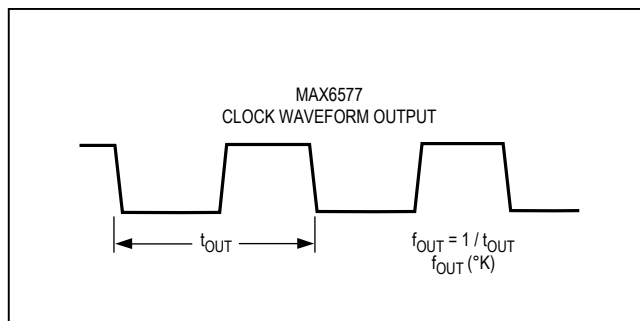 MAX6577
CLOCK WAVEFORM OUTPUT
tOUT
fOUT = 1 / tOUT
fOUT (°K)